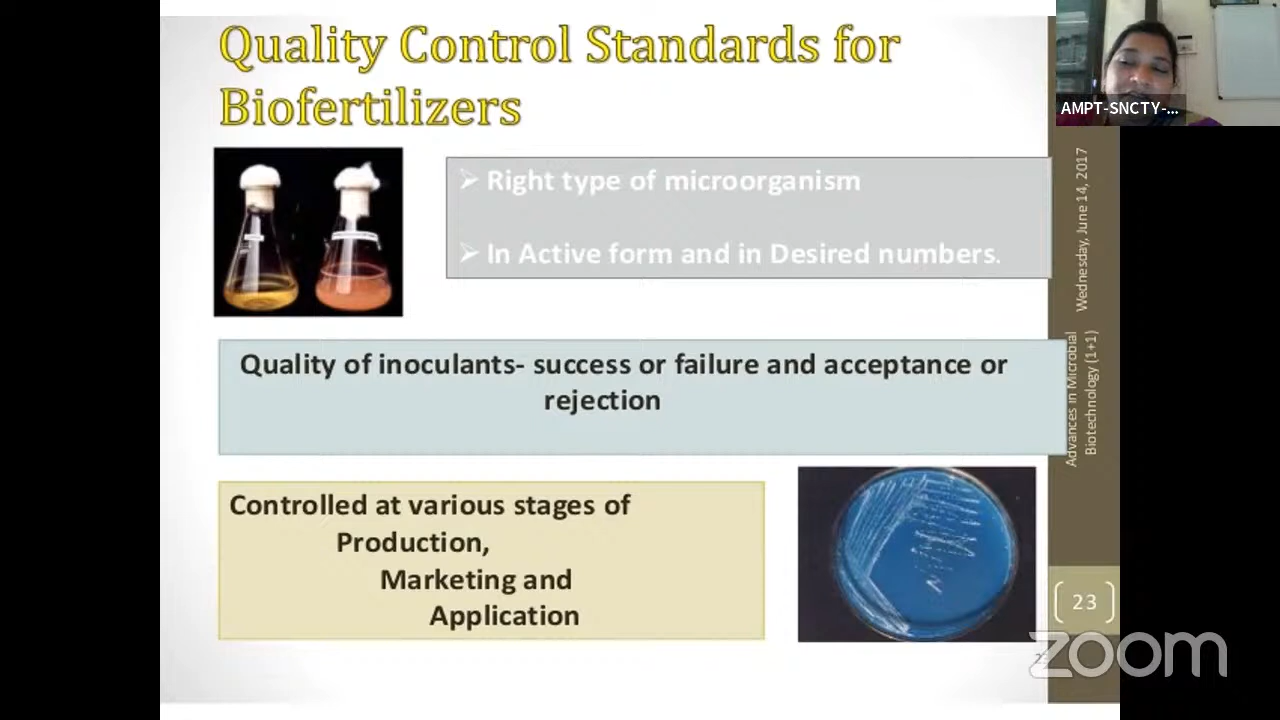 Quality Control Standards for
Biofertilizers
AMPT-SNCTY-...
➢ Right type of microorganism
➢ In Active form and in Desired numbers.
Wednesday, June 14, 2017
Quality of inoculants- success or failure and acceptance or
rejection
Advances in Microbial
Biotechnology (1+1)
Controlled at various stages of
Production,
Marketing and
Application
23
zoom